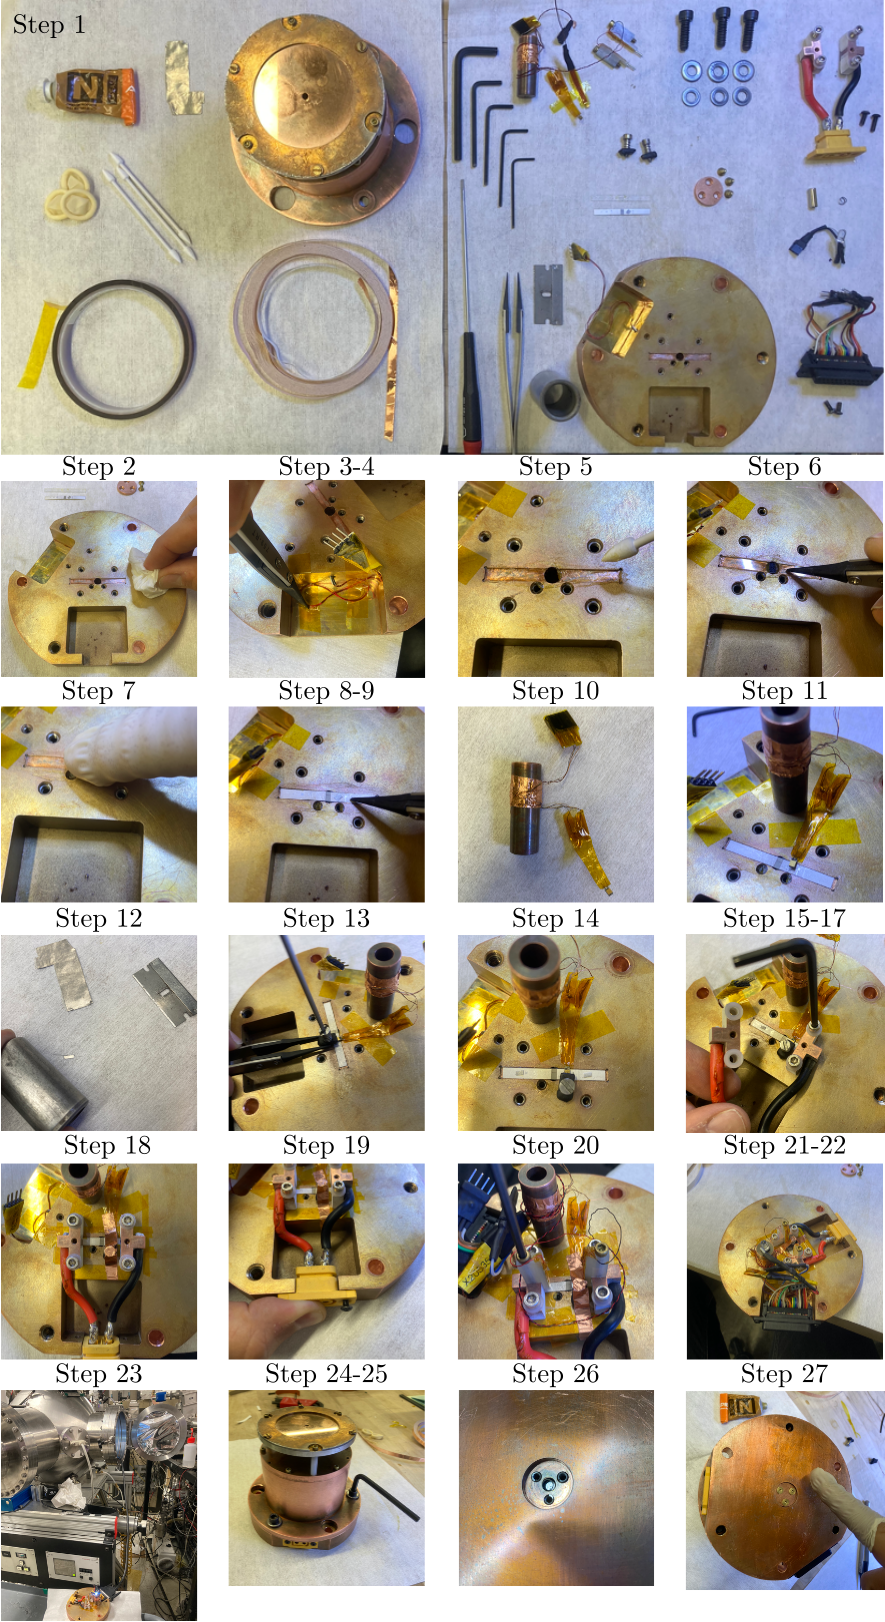 Step 1
N
Step 2
Step 3-4
Step 5
Step 6
Step 7
Step 8-9
Step 10
Step 11
Step 12
Step 13
Step 14
Step 15-17
Step 18
Step 19
Step 20
Step 21-22
Step 23
Step 24-25
Step 26
Step 27
N